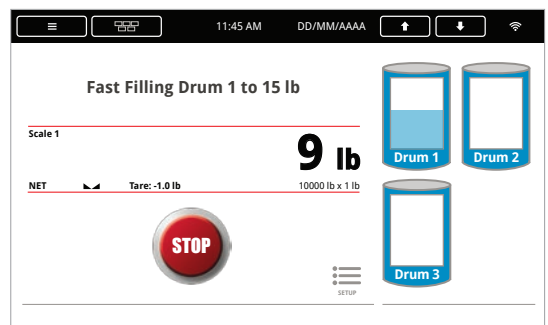 11:45 AM DD/MM/AAAA
Fast Filling Drum 1 to 15 lb
Scale 1
9 lb
NET Tare: -1.0 lb 10000 lb x 1 lb
STOP
SETUP
Drum 1 Drum 2
Drum 3